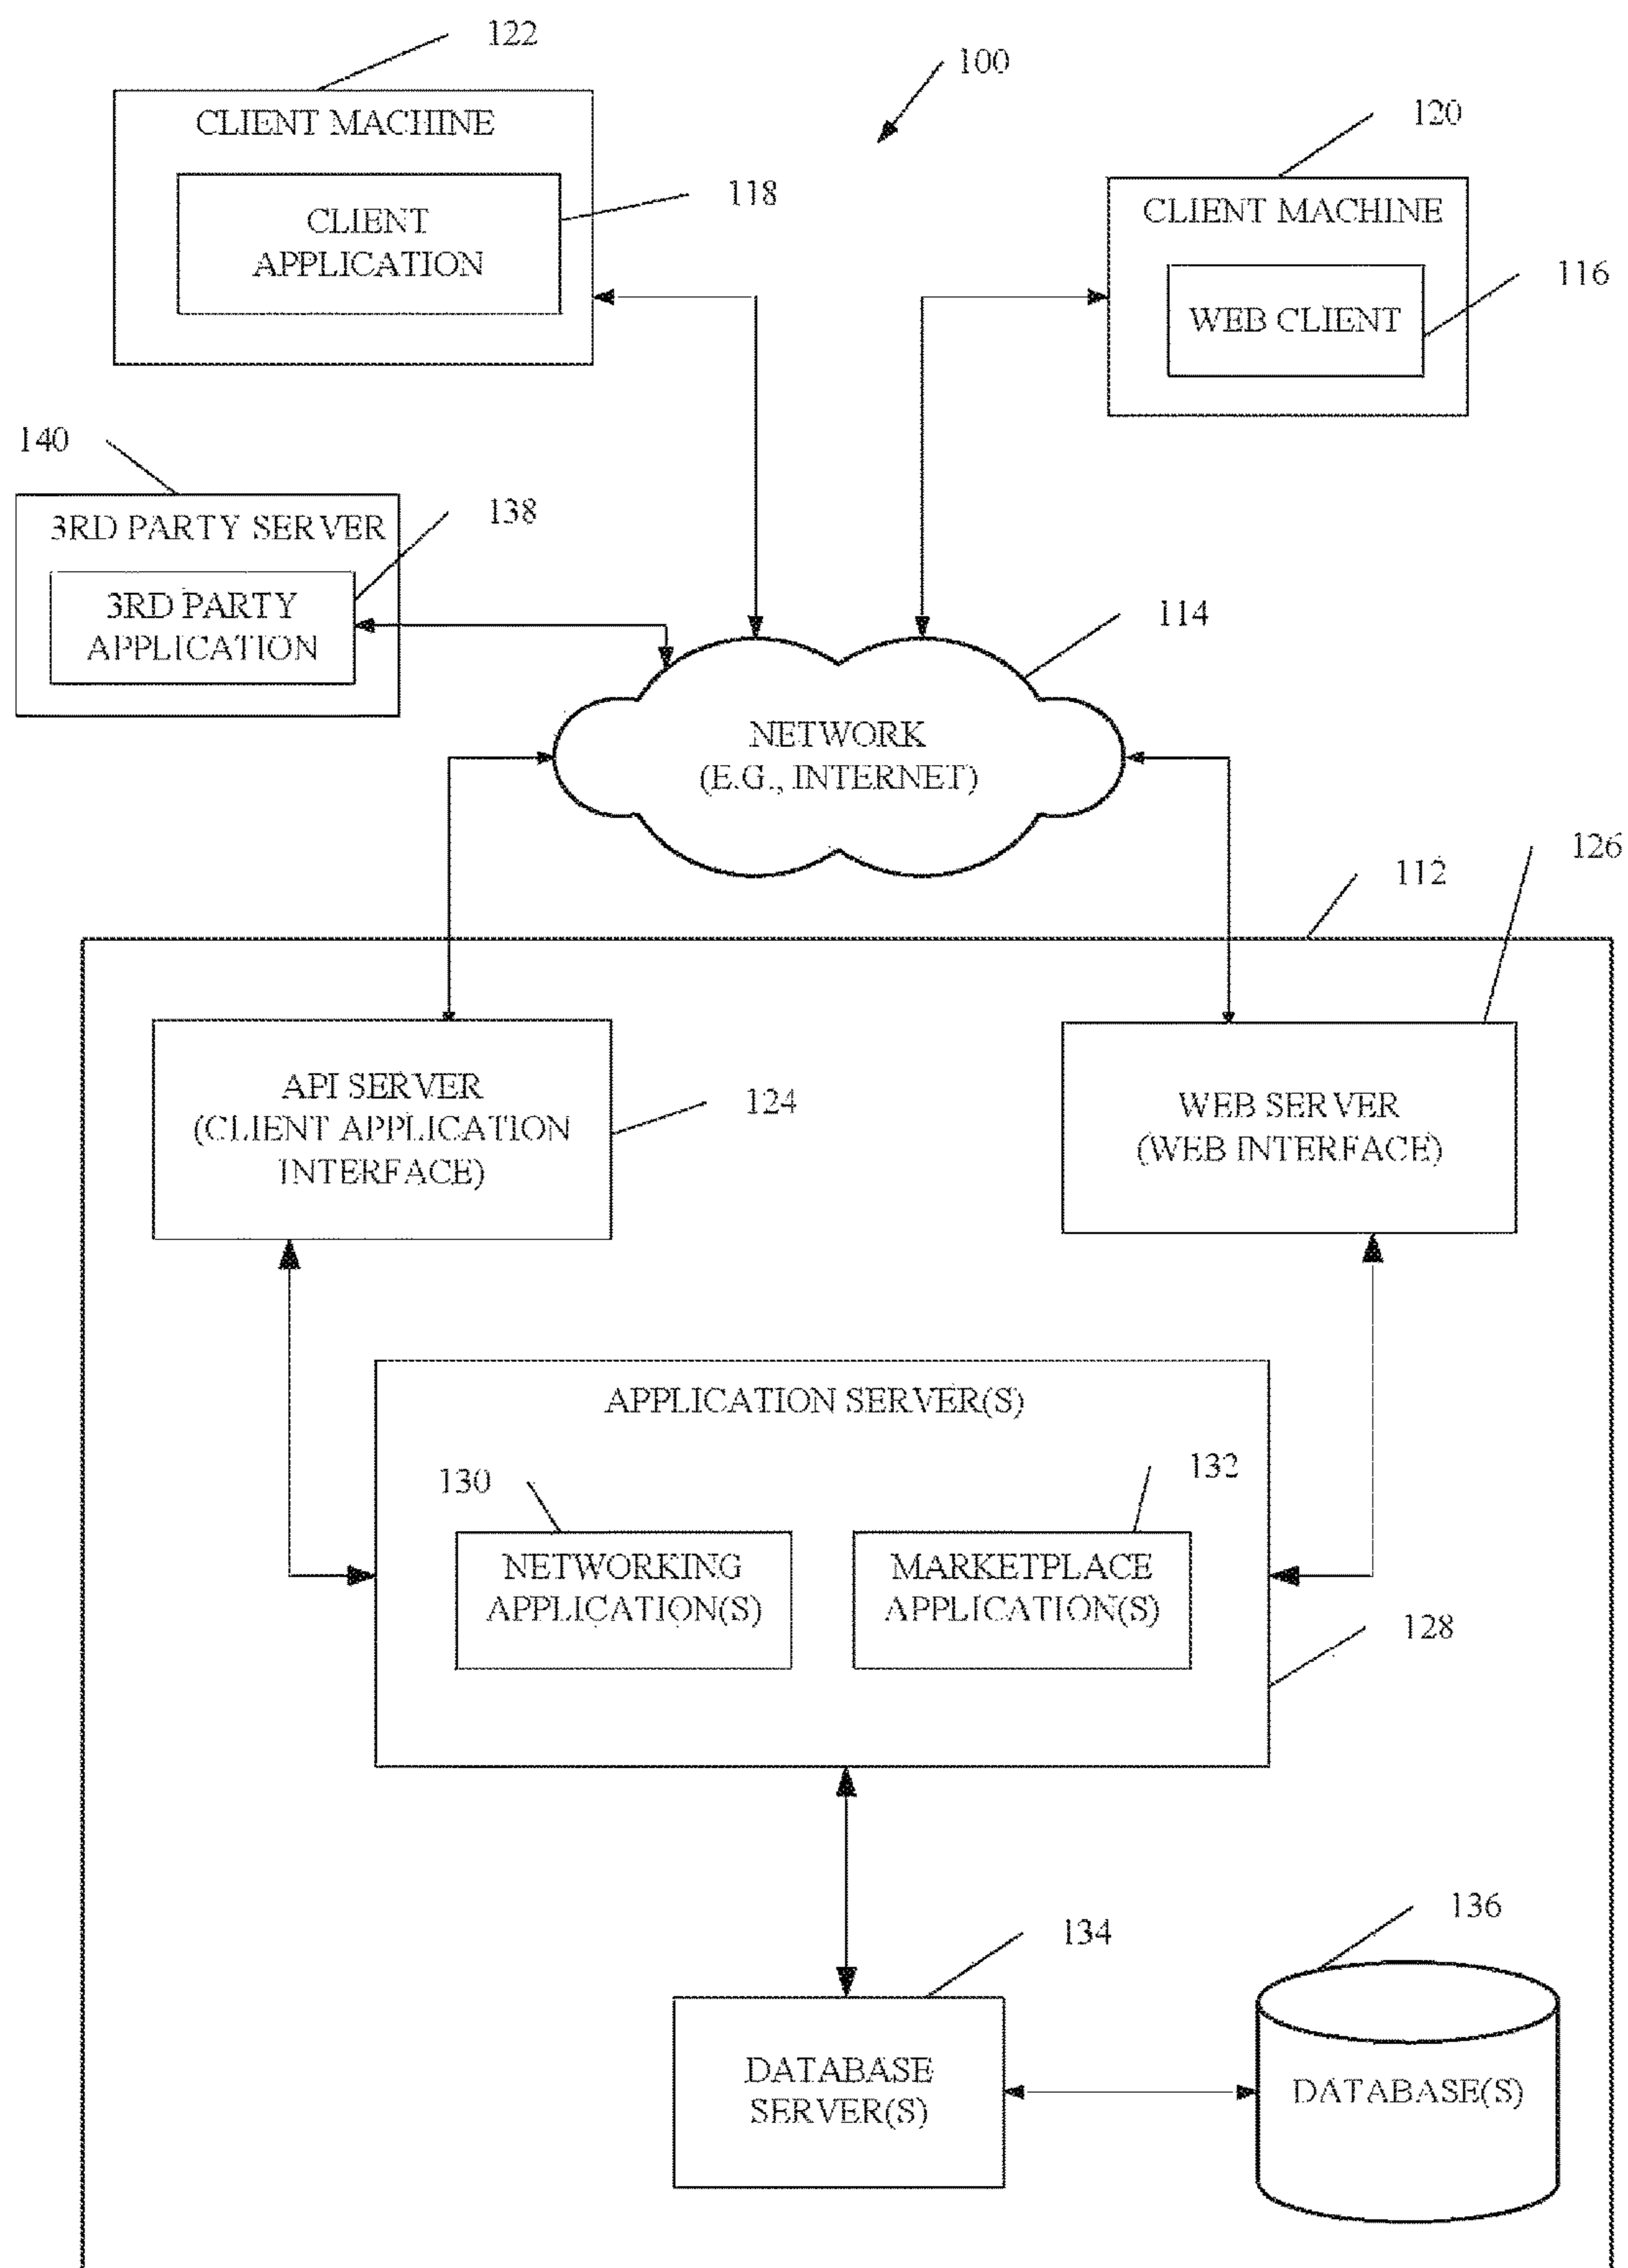 122
100
CLIENT MACHINE
120
118
CLIENT
APPLICATION
CLIENT MACHINE
116
WEB CLIENT
140
3RD PARTY SERVER
138
3RD PARTY
APPLICATION
114
NETWORK
(E.G., INTERNET)
126
112
API SERVER
(CLIENT APPLICATION
INTERFACE)
124
WEB SERVER
(WEB INTERFACE)
APPLICATION SERVER(S)
130
132
NETWORKING
APPLICATION(S)
MARKETPLACE
APPLICATION(S)
128
136
134
DATABASE
SERVER(S)
DATABASE(S)